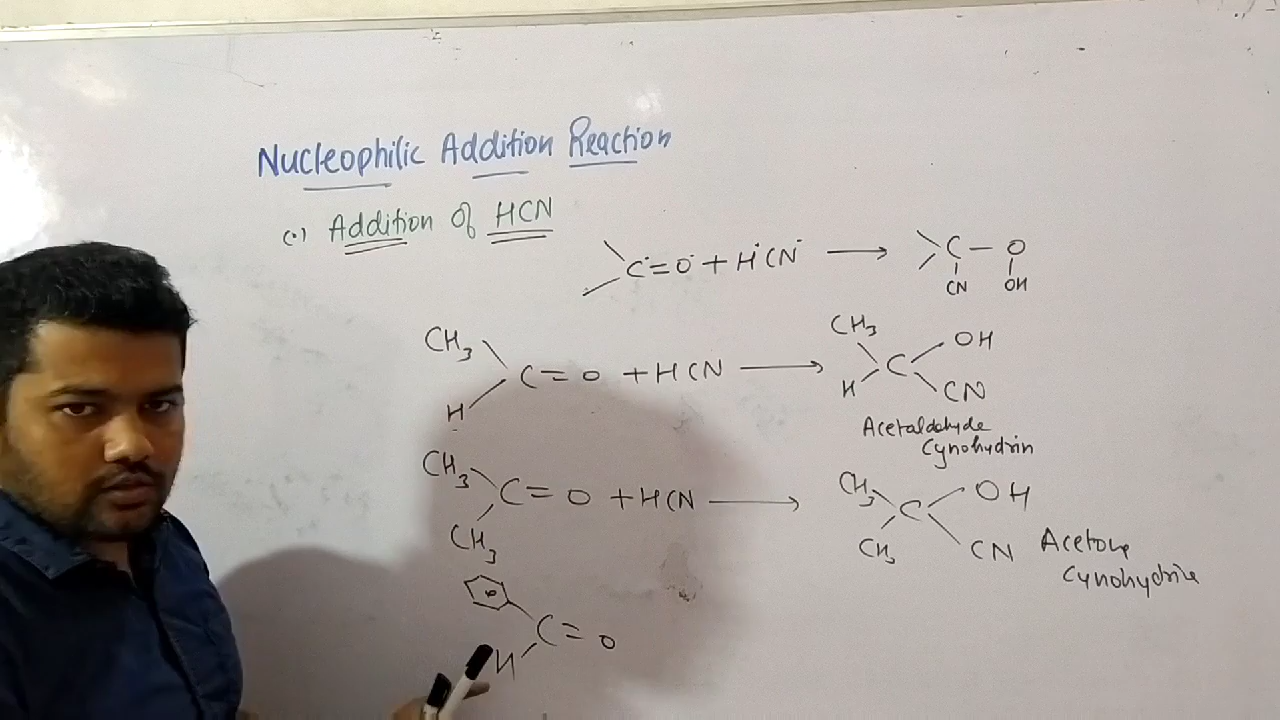 Nucleophilic Addition Reaction
(•) Addition of HCN
C=O + HCN → C — O
CN OH
CH3
H
C=O + HCN → CH3
H
C OH
CN
Acetaldehyde
Cynohydrin
CH3
CH3
C=O + HCN → CH3
CH3
C OH
CN
Acetone
Cynohydrin
H
C=O